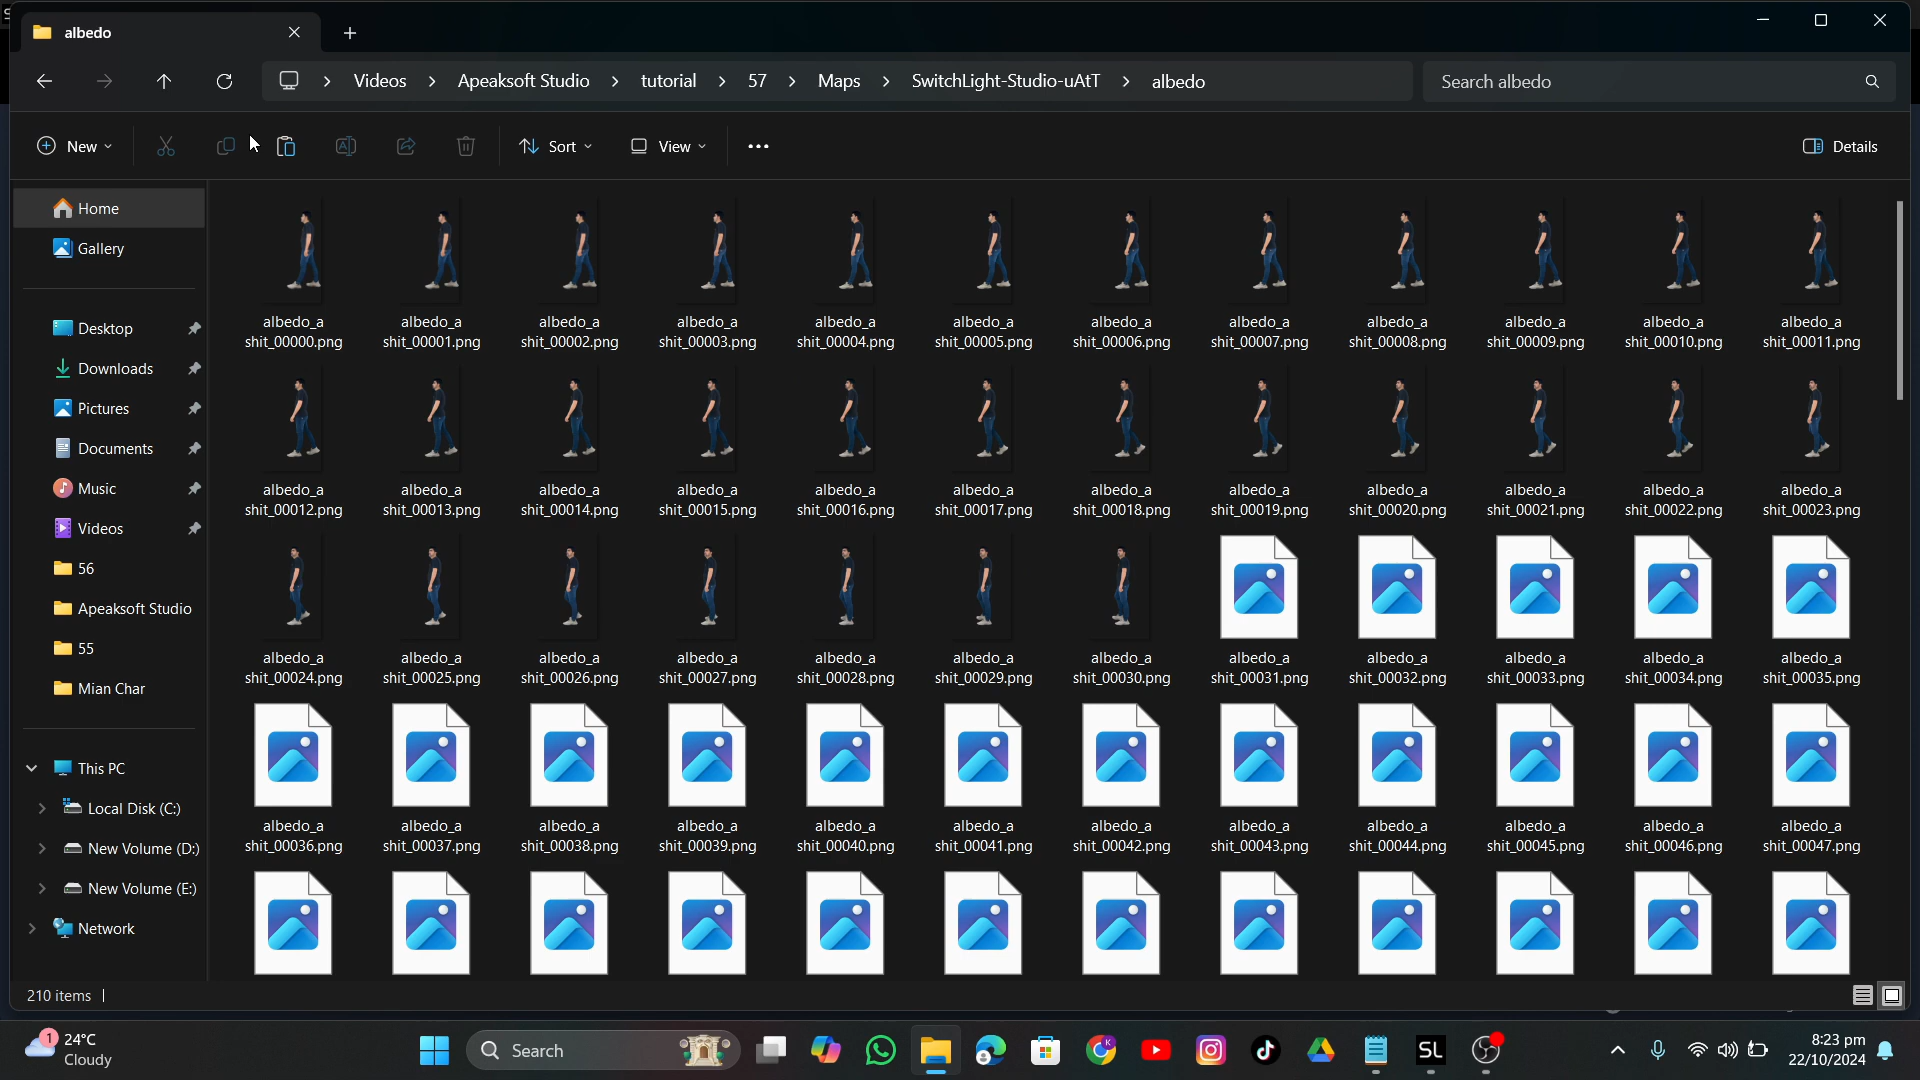 albedo
Videos > Apeaksoft Studio > tutorial > 57 > Maps > SwitchLight-Studio-uAtT > albedo
Search albedo
New
Sort
View
Details
Home
Gallery
Desktop
Downloads
Pictures
Documents
Music
Videos
56
Apeaksoft Studio
55
Mian Char
This PC
Local Disk (C:)
New Volume (D:)
New Volume (E:)
Network
albedo_a albedo_a albedo_a albedo_a albedo_a albedo_a albedo_a albedo_a albedo_a albedo_a albedo_a albedo_a
shit_00000.png shit_00001.png shit_00002.png shit_00003.png shit_00004.png shit_00005.png shit_00006.png shit_00007.png shit_00008.png shit_00009.png shit_00010.png shit_00011.png
albedo_a albedo_a albedo_a albedo_a albedo_a albedo_a albedo_a albedo_a albedo_a albedo_a albedo_a albedo_a
shit_00012.png shit_00013.png shit_00014.png shit_00015.png shit_00016.png shit_00017.png shit_00018.png shit_00019.png shit_00020.png shit_00021.png shit_00022.png shit_00023.png
albedo_a albedo_a albedo_a albedo_a albedo_a albedo_a albedo_a albedo_a albedo_a albedo_a albedo_a albedo_a
shit_00024.png shit_00025.png shit_00026.png shit_00027.png shit_00028.png shit_00029.png shit_00030.png shit_00031.png shit_00032.png shit_00033.png shit_00034.png shit_00035.png
albedo_a albedo_a albedo_a albedo_a albedo_a albedo_a albedo_a albedo_a albedo_a albedo_a albedo_a albedo_a
shit_00036.png shit_00037.png shit_00038.png shit_00039.png shit_00040.png shit_00041.png shit_00042.png shit_00043.png shit_00044.png shit_00045.png shit_00046.png shit_00047.png
210 items
1
24°C
Cloudy
Search
SL
8:23 pm
22/10/2024